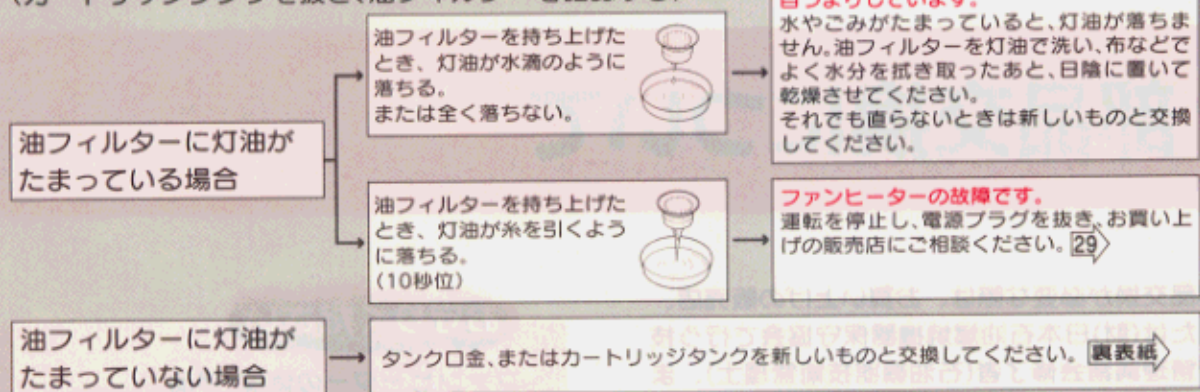 油フィルターに灯油が
たまっている場合
油フィルターを持ち上げた
とき、灯油が水滴のように
落ちる。
または全く落ちない。
水やごみがたまっていると、灯油が落ちま
せん。油フィルターを灯油で洗い、布などで
よく水分を拭き取ったあと、日陰に置いて
乾燥させてください。
それでも直らないときは新しいものと交換
してください。
油フィルターを持ち上げた
とき、灯油が糸を引くよう
に落ちる。
(10秒位)
ファンヒーターの故障です。
運転を停止し、電源プラグを抜き、お買い上
げの販売店にご相談ください。29
油フィルターに灯油が
たまっていない場合
タンク口金、またはカートリッジタンクを新しいものと交換してください。裏表紙